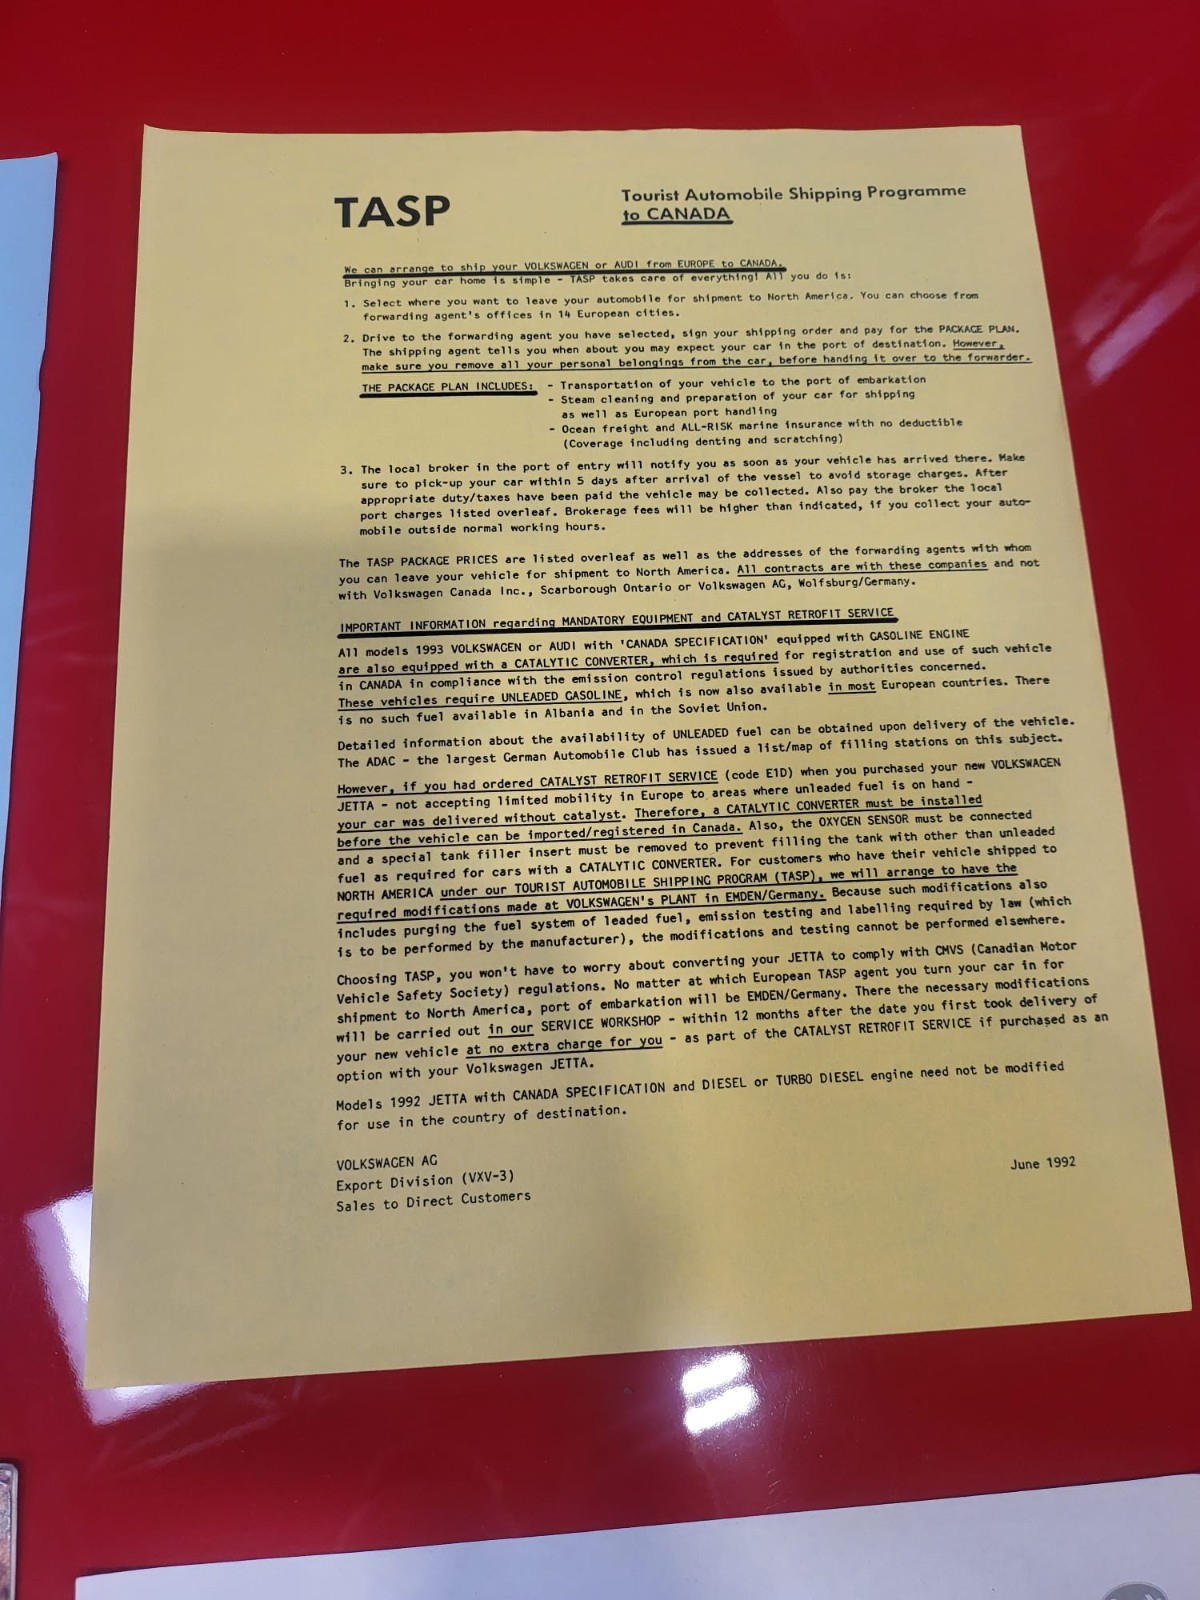 TASP
Tourist Automobile Shipping Programme
to CANADA
We can arrange to ship your VOLKSWAGEN or AUDI from EUROPE to CANADA.
Bringing your car home is simple - TASP takes care of everything! All you do is:
1. Select where you want to leave your automobile for shipment to North America. You can choose from
forwarding agent's offices in 14 European cities.
2. Drive to the forwarding agent you have selected, sign your shipping order and pay for the PACKAGE PLAN.
The shipping agent tells you when about you may expect your car in the port of destination. However,
make sure you remove all your personal belongings from the car, before handing it over to the forwarder.
THE PACKAGE PLAN INCLUDES: - Transportation of your vehicle to the port of embarkation
- Steam cleaning and preparation of your car for shipping
as well as European port handling
- Ocean freight and ALL-RISK marine insurance with no deductible
(Coverage including denting and scratching)
3. The local broker in the port of entry will notify you as soon as your vehicle has arrived there. Make
sure to pick-up your car within 5 days after arrival of the vessel to avoid storage charges. After
appropriate duty/taxes have been paid the vehicle may be collected. Also pay the broker the local
port charges listed overleaf. Brokerage fees will be higher than indicated, if you collect your auto-
mobile outside normal working hours.
The TASP PACKAGE PRICES are listed overleaf as well as the addresses of the forwarding agents with whom
you can leave your vehicle for shipment to North America. All contracts are with these companies and not
with Volkswagen Canada Inc., Scarborough Ontario or Volkswagen AG, Wolfsburg/Germany.
IMPORTANT INFORMATION regarding MANDATORY EQUIPMENT and CATALYST RETROFIT SERVICE
All models 1993 VOLKSWAGEN or AUDI with 'CANADA SPECIFICATION' equipped with GASOLINE ENGINE
are also equipped with a CATALYTIC CONVERTER, which is required for registration and use of such vehicle
in CANADA in compliance with the emission control regulations issued by authorities concerned.
These vehicles require UNLEADED GASOLINE, which is now also available in most European countries. There
is no such fuel available in Albania and in the Soviet Union.
Detailed information about the availability of UNLEADED fuel can be obtained upon delivery of the vehicle.
The ADAC - the largest German Automobile Club has issued a list/map of filling stations on this subject.
However, if you had ordered CATALYST RETROFIT SERVICE (code E1D) when you purchased your new VOLKSWAGEN
JETTA - not accepting limited mobility in Europe to areas where unleaded fuel is on hand -
your car was delivered without catalyst. Therefore, a CATALYTIC CONVERTER must be installed
before the vehicle can be imported/registered in Canada. Also, the OXYGEN SENSOR must be connected
and a special tank filler insert must be removed to prevent filling the tank with other than unleaded
fuel as required for cars with a CATALYTIC CONVERTER. For customers who have their vehicle shipped to
NORTH AMERICA under our TOURIST AUTOMOBILE SHIPPING PROGRAM (TASP), we will arrange to have the
required modifications made at VOLKSWAGEN's PLANT in EMDEN/Germany. Because such modifications also
includes purging the fuel system of leaded fuel, emission testing and labelling required by law (which
is to be performed by the manufacturer), the modifications and testing cannot be performed elsewhere.
Choosing TASP, you won't have to worry about converting your JETTA to comply with CMVS (Canadian Motor
Vehicle Safety Society) regulations. No matter at which European TASP agent you turn your car in for
shipment to North America, port of embarkation will be EMDEN/Germany. There the necessary modifications
will be carried out in our SERVICE WORKSHOP - within 12 months after the date you first took delivery of
your new vehicle at no extra charge for you - as part of the CATALYST RETROFIT SERVICE if purchased as an
option with your Volkswagen JETTA.
Models 1992 JETTA with CANADA SPECIFICATION and DIESEL or TURBO DIESEL engine need not be modified
for use in the country of destination.
VOLKSWAGEN AG
Export Division (VXV-3)
Sales to Direct Customers
June 1992